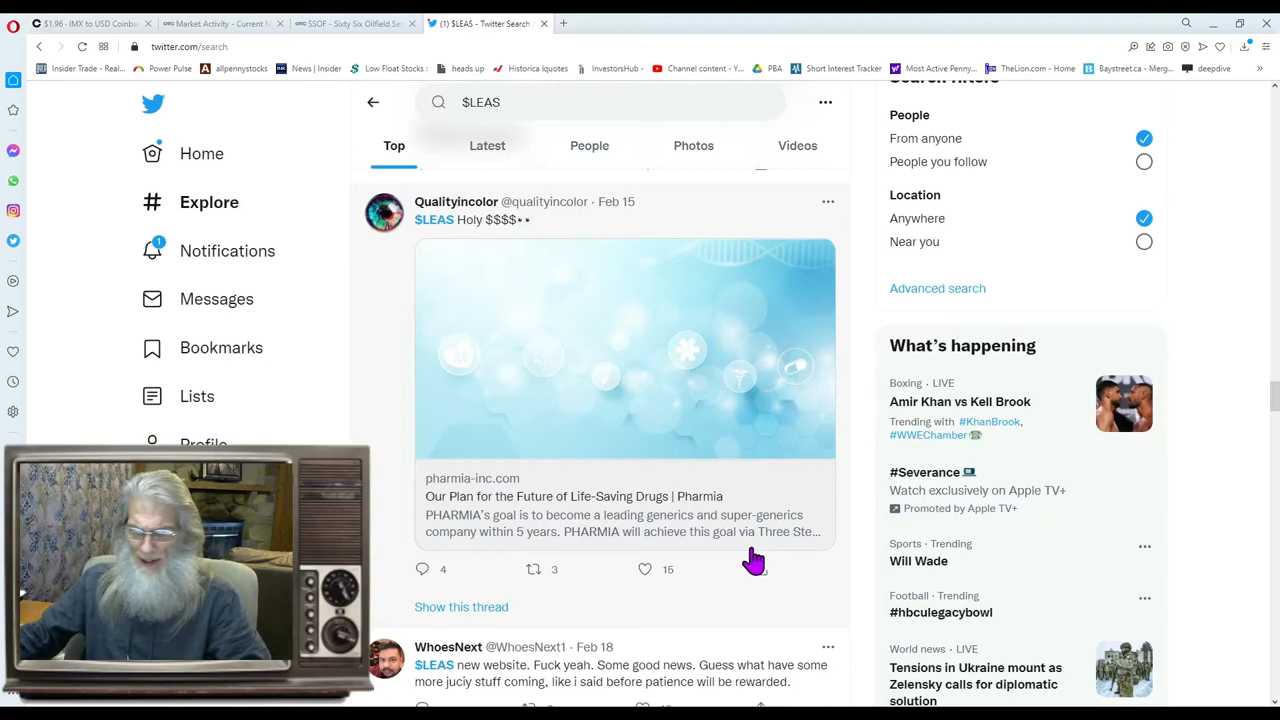 $1.96 - IMX to USD Coinba
Market Activity - Current M
SSOF - Sixty Six Oilfield Se
(1) $LEAS - Twitter Search
twitter.com/search
Insider Trade - Real...
Power Pulse
allpennystocks
News | Insider
Low Float Stocks :
heads up
Historica Iquotes
InvestorsHub -
Channel content - Y...
PBA
Short Interest Tracker
Most Active Penny...
TheLion.com - Home
Baystreet.ca - Merg...
deepdive
$LEAS
Top
Latest
People
Photos
Videos
Home
Explore
1
Notifications
Messages
Bookmarks
Lists
Profile
Qualityincolor @qualityincolor · Feb 15
$LEAS Holy $$$$👀
pharmia-inc.com
Our Plan for the Future of Life-Saving Drugs | Pharmia
PHARMIA's goal is to become a leading generics and super-generics
company within 5 years. PHARMIA will achieve this goal via Three Ste...
4
3
15
Show this thread
WhoesNext @WhoesNext1 · Feb 18
$LEAS new website. Fuck yeah. Some good news. Guess what have some
more juciy stuff coming, like i said before patience will be rewarded.
Search filters
People
From anyone
People you follow
Location
Anywhere
Near you
Advanced search
What's happening
Boxing · LIVE
Amir Khan vs Kell Brook
Trending with #KhanBrook,
#WWEChamber
#Severance
Watch exclusively on Apple TV+
Promoted by Apple TV+
Sports · Trending
Will Wade
Football · Trending
#hbculegacybowl
World news · LIVE
Tensions in Ukraine mount as
Zelensky calls for diplomatic
solution